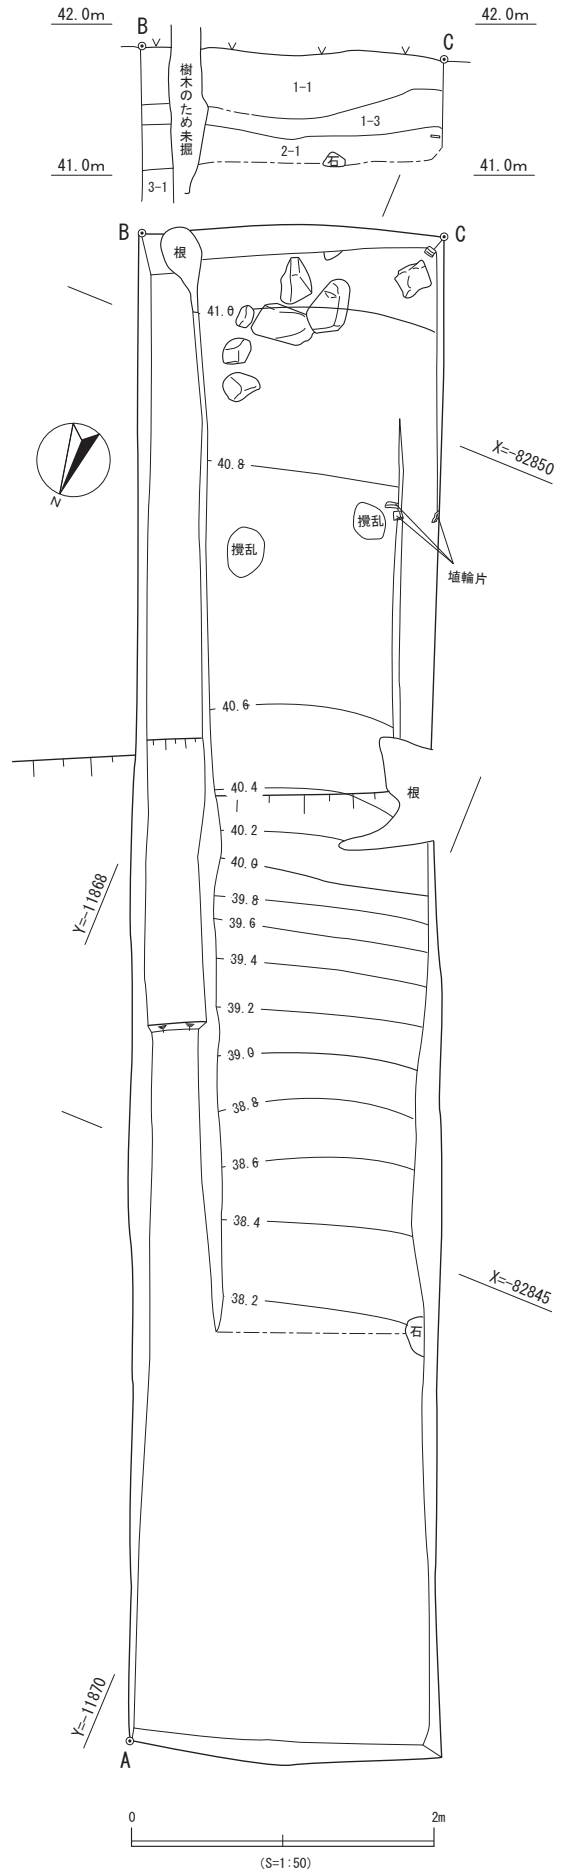 42.0m
42.0m
B
C
樹木のため未掘
1-1
1-3
2-1
石
3-1
41.0m
41.0m
B
C
根
41.0
40.8
X=-82850
N
攪乱
攪乱
埴輪片
40.6
40.4
根
40.2
40.0
39.8
Y=-11868
39.6
39.4
39.2
39.0
38.8
38.6
38.4
38.2
X=-82845
石
Y=-11870
A
0
2m
(S=1:50)